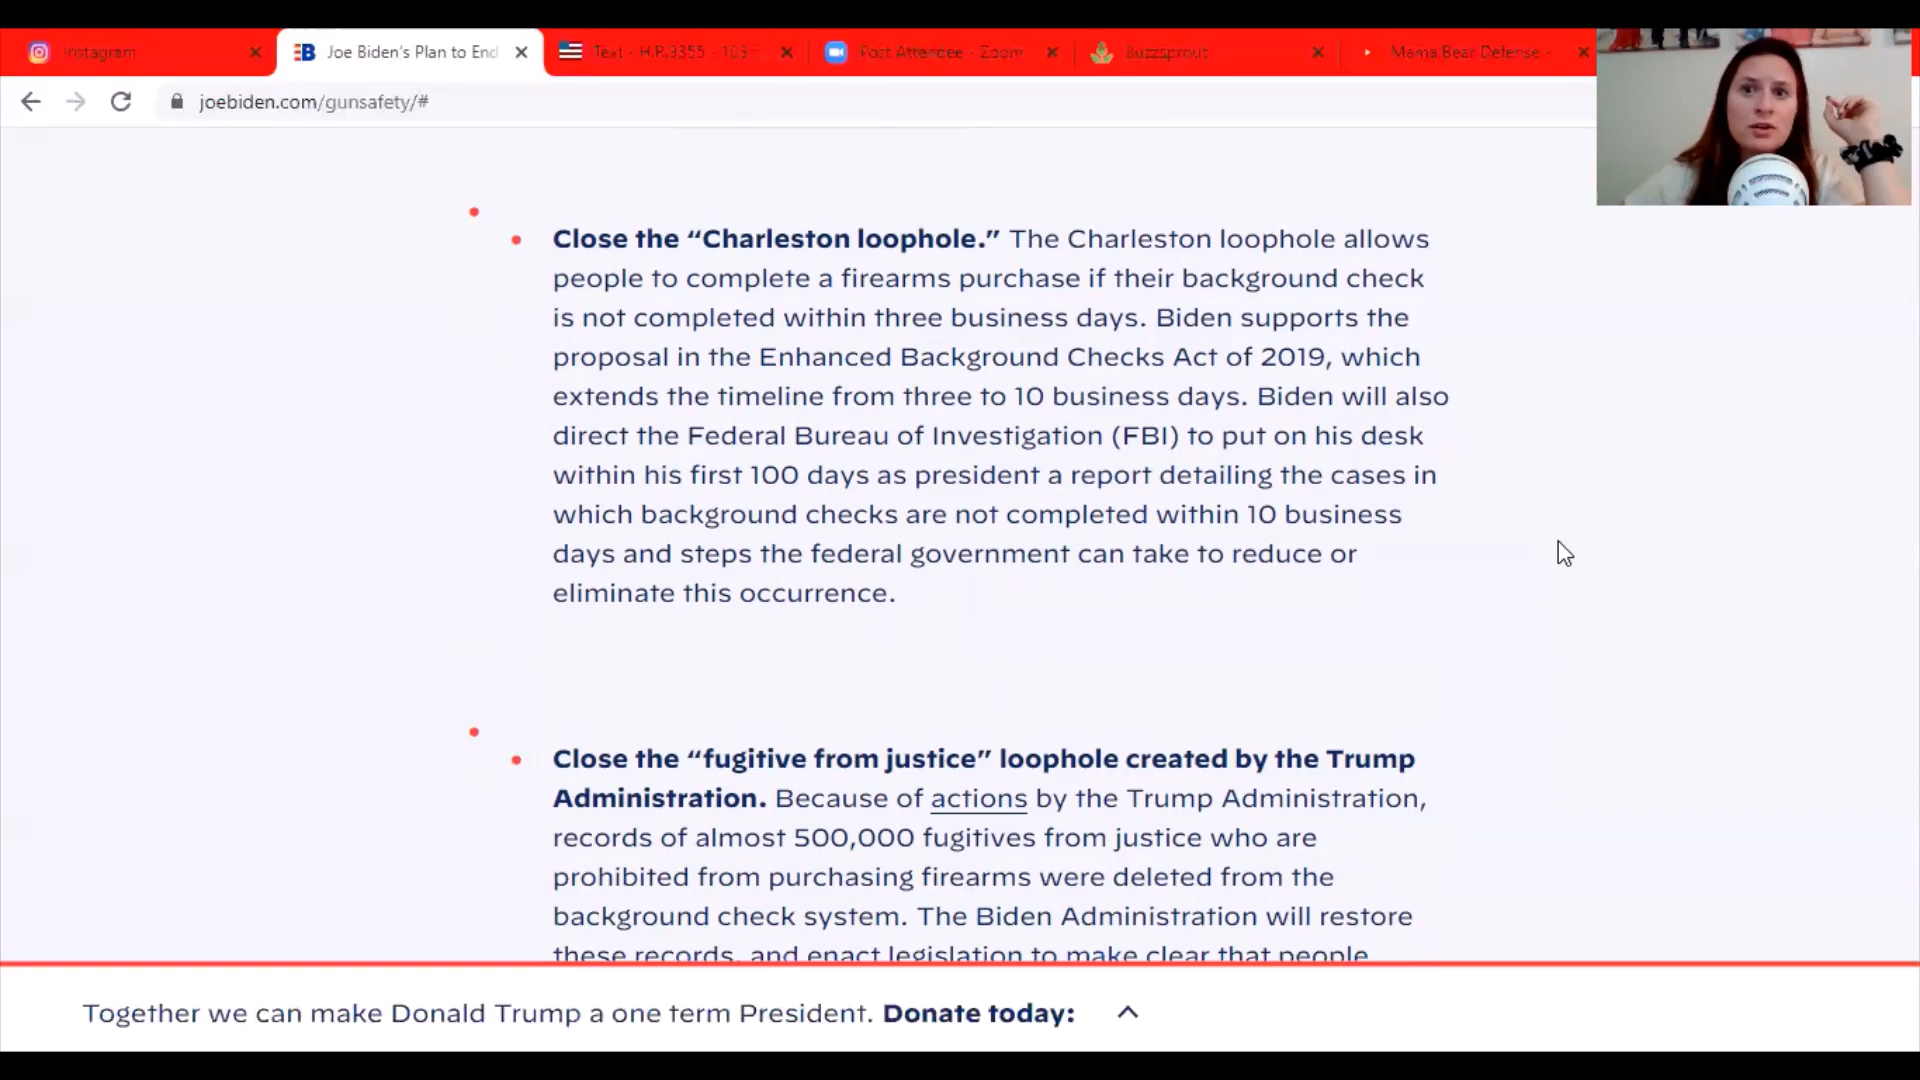 Instagram
Joe Biden's Plan to End
Text - H.R.3355 - 103
Post Attendee - Zoom
Buzzsprout
Mama Bear Defense -
joebiden.com/gunsafety/#
Close the “Charleston loophole.” The Charleston loophole allows
people to complete a firearms purchase if their background check
is not completed within three business days. Biden supports the
proposal in the Enhanced Background Checks Act of 2019, which
extends the timeline from three to 10 business days. Biden will also
direct the Federal Bureau of Investigation (FBI) to put on his desk
within his first 100 days as president a report detailing the cases in
which background checks are not completed within 10 business
days and steps the federal government can take to reduce or
eliminate this occurrence.
Close the “fugitive from justice” loophole created by the Trump
Administration. Because of actions by the Trump Administration,
records of almost 500,000 fugitives from justice who are
prohibited from purchasing firearms were deleted from the
background check system. The Biden Administration will restore
these records, and enact legislation to make clear that people
Together we can make Donald Trump a one term President. Donate today: